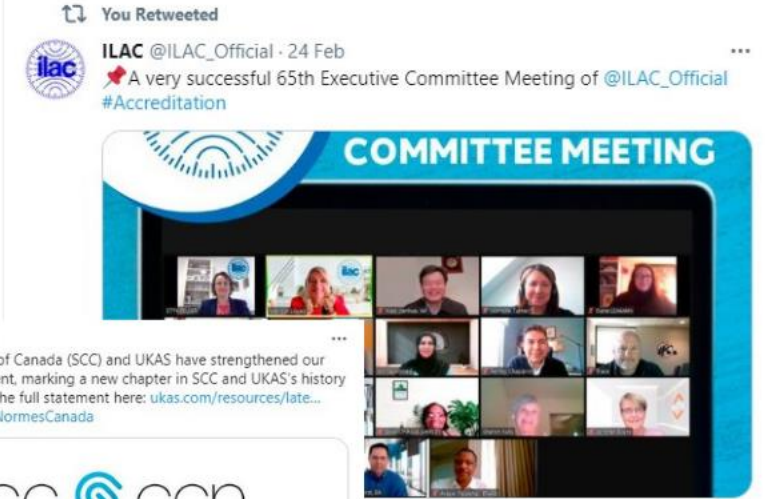 You Retweeted
ILAC @ILAC_Official · 24 Feb
📌A very successful 65th Executive Committee Meeting of @ILAC_Official
#Accreditation
ilac
COMMITTEE MEETING
ilac
of Canada (SCC) and UKAS have strengthened our
nt, marking a new chapter in SCC and UKAS's history
he full statement here: ukas.com/resources/late...
NormesCanada